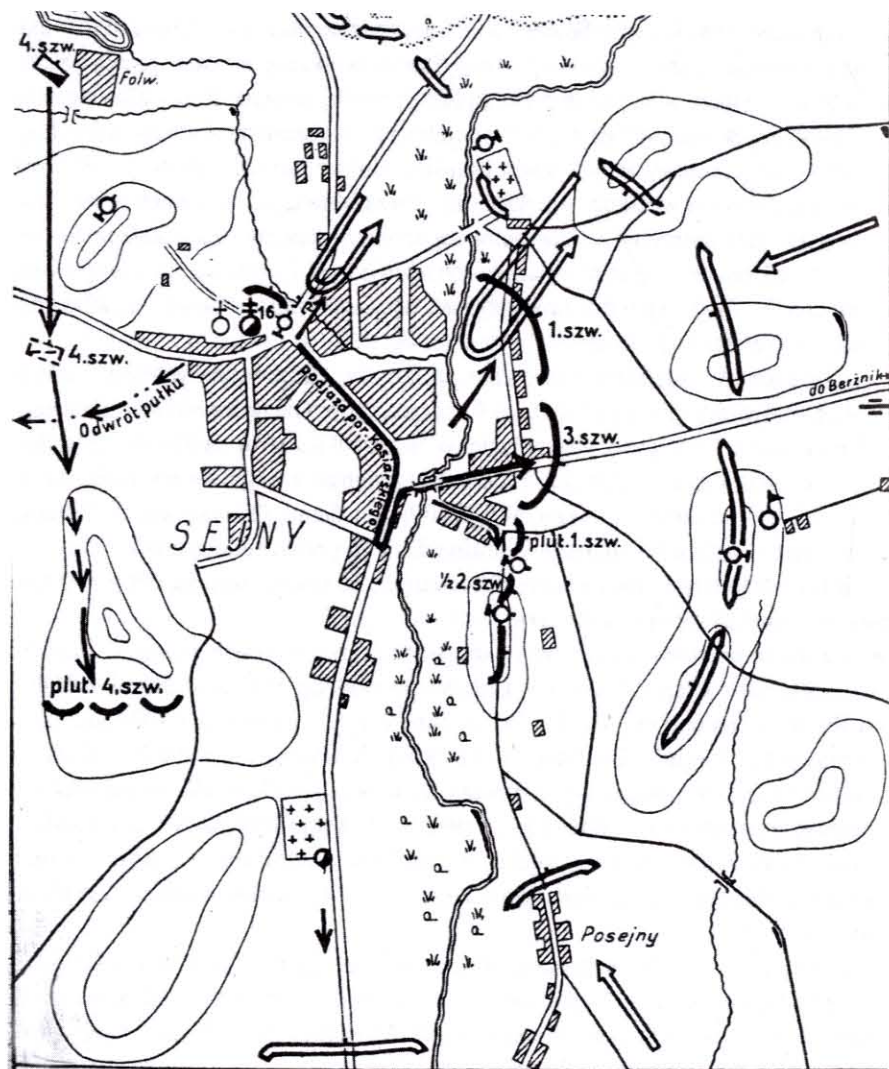 4. szw.
Folw.
16
1. szw.
4. szw.
do Berżnik
Odwrót pułku
Podjazd por. Kosiarskiego
3. szw.
SEJNY
plut. 1. szw.
½ 2 szw
plut. 4. szw.
Posejny